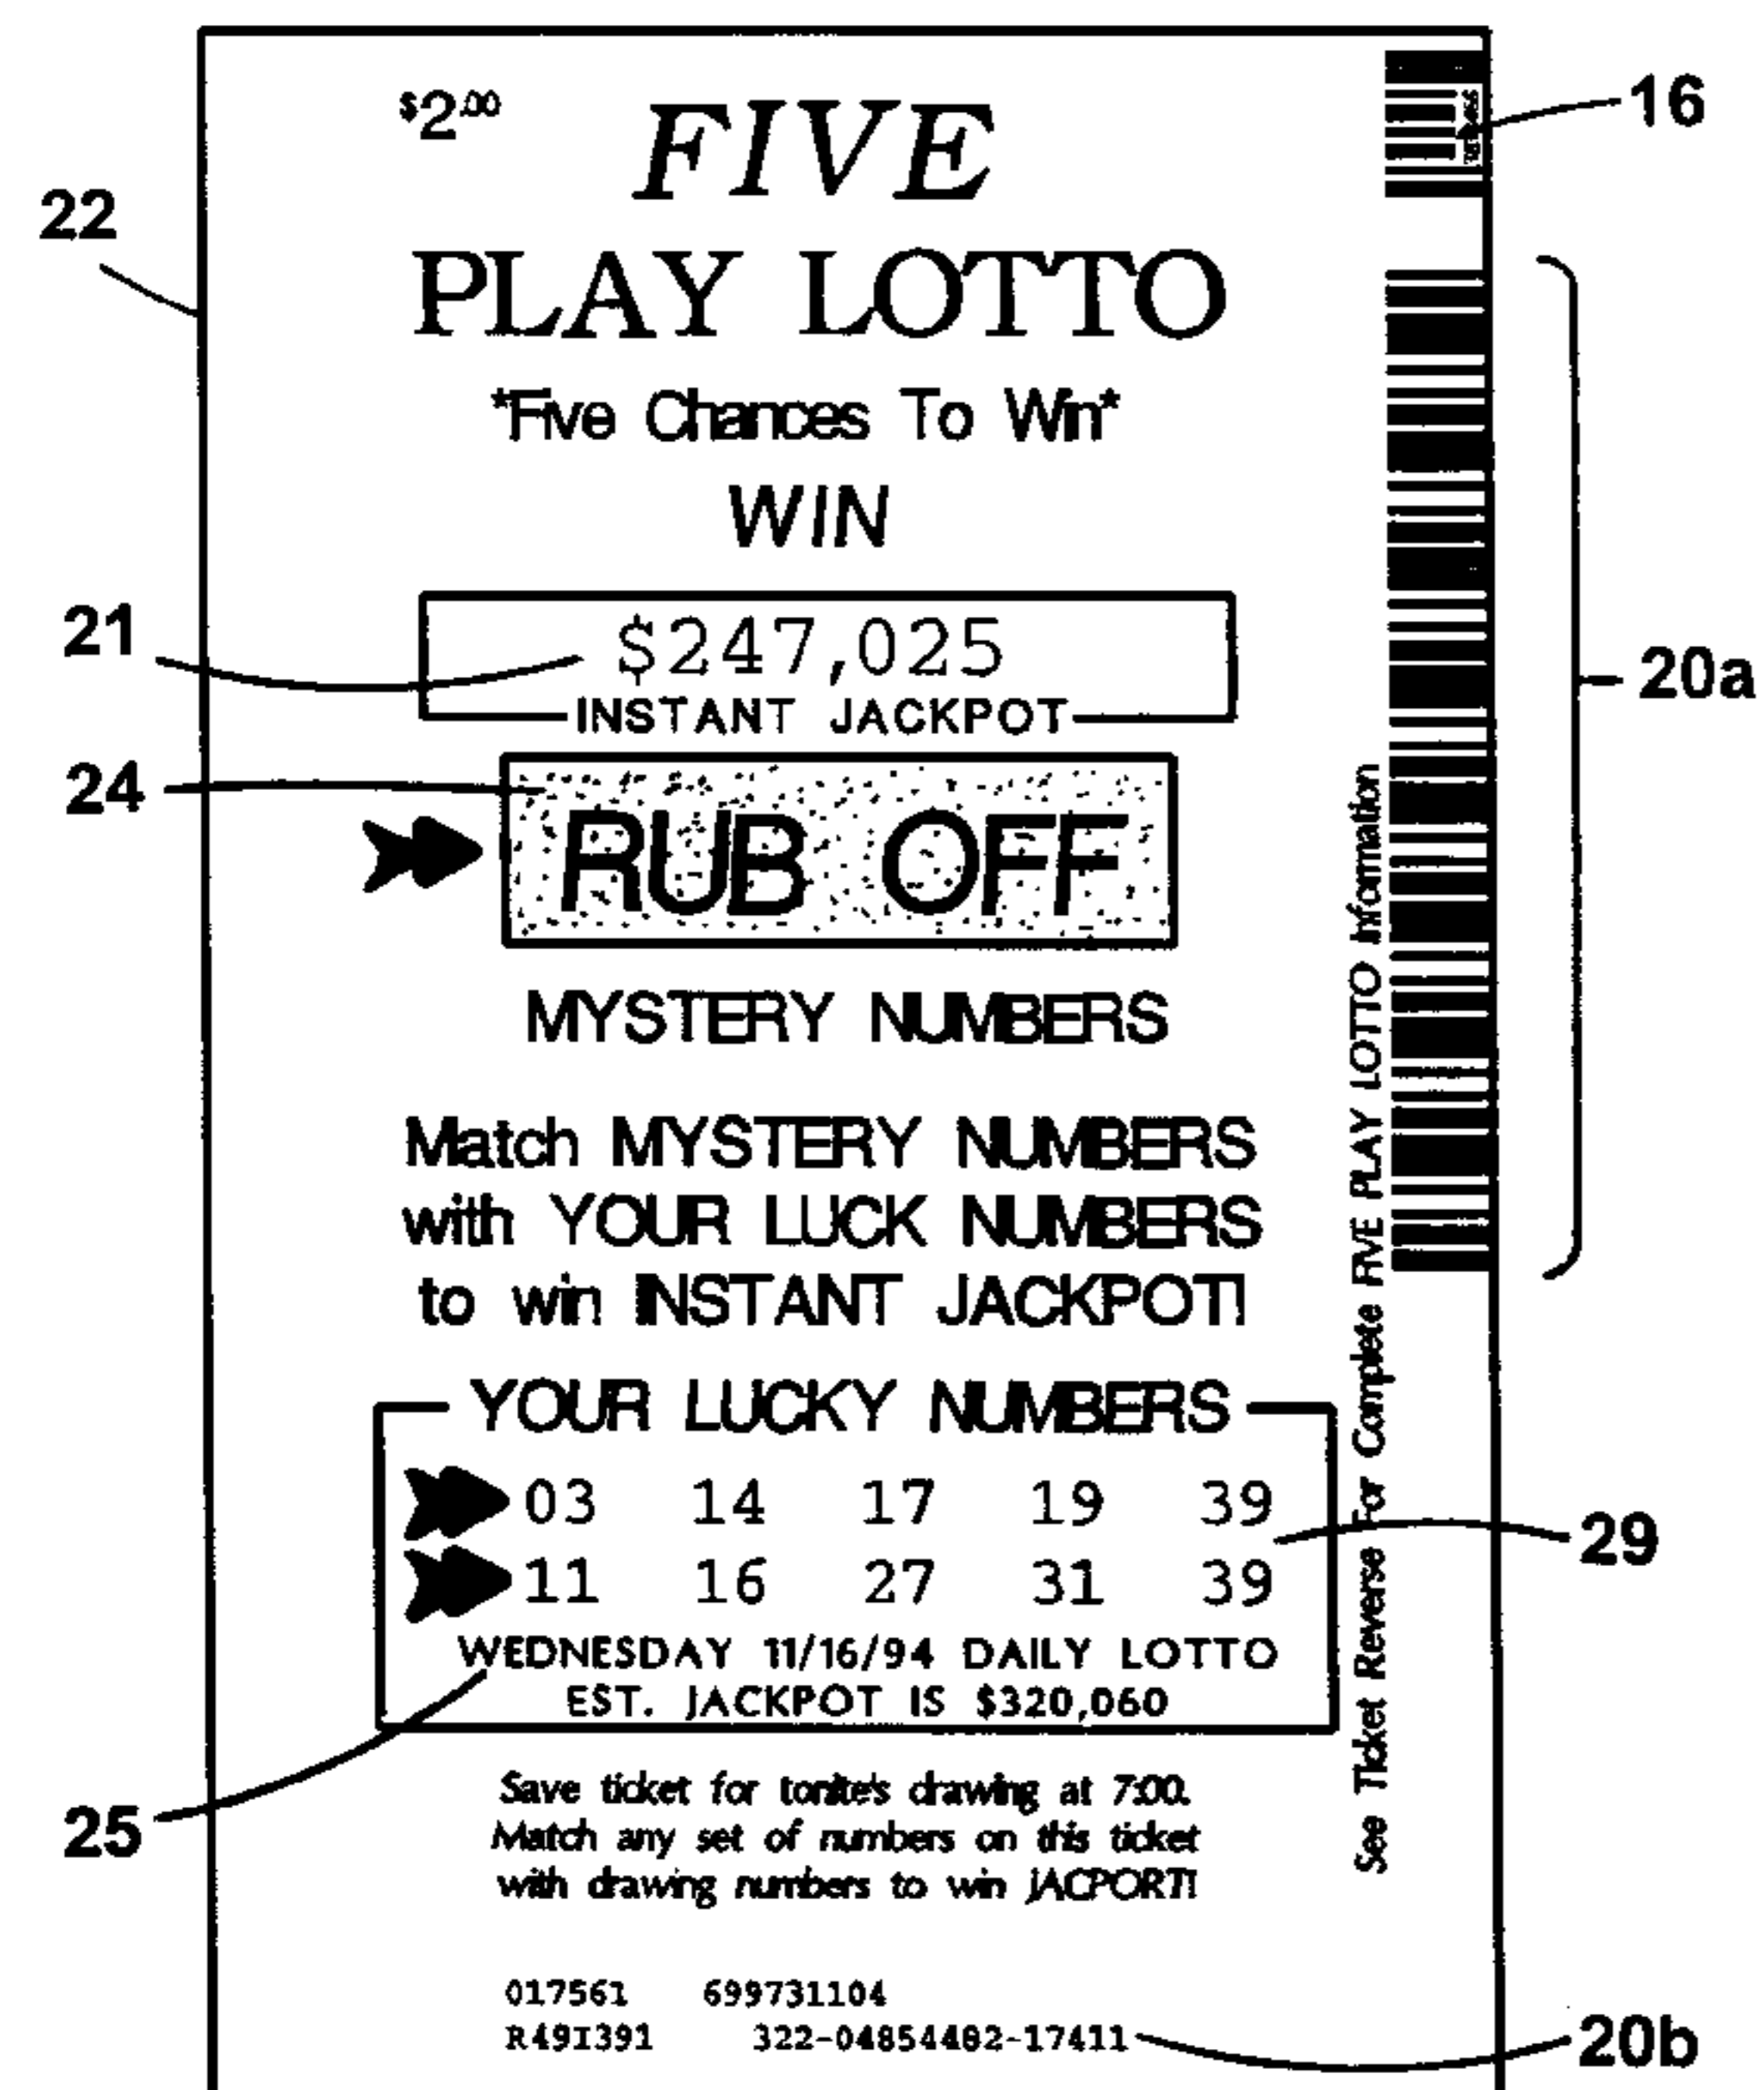 $2.00
FIVE
PLAY LOTTO
*Five Chances To Win*
WIN
$247,025
INSTANT JACKPOT
RUB OFF
MYSTERY NUMBERS
Match MYSTERY NUMBERS
with YOUR LUCK NUMBERS
to win INSTANT JACKPOT!
YOUR LUCKY NUMBERS
03 14 17 19 39
11 16 27 31 39
WEDNESDAY 11/16/94 DAILY LOTTO
EST. JACKPOT IS $320,060
Save ticket for tonite's drawing at 7:00.
Match any set of numbers on this ticket
with drawing numbers to win JACPORT!
017561 699731104
R49I391 322-04854482-17411
See Ticket Reverse For Complete FIVE PLAY LOTTO Information
16
22
20a
21
24
29
25
20b